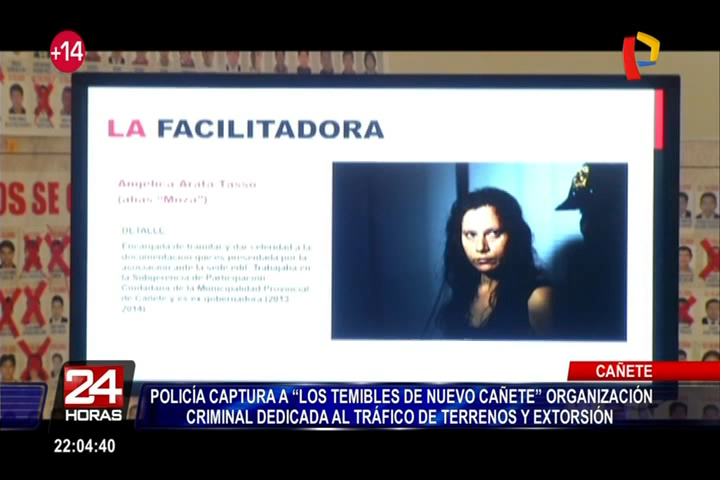 +14
LA FACILITADORA
Angelica Arata Tasso
(alias "Moza")
DETALLE
Encargada de tramitar y dar celeridad a la
documentación que es presentada por la
asociación ante la sede edil. Trabajaba en
la Subgerencia de Participación
Ciudadana de la Municipalidad Provincial
de Cañete y es ex gobernadora (2013
2014)
OS SE
CAÑETE
24
HORAS
POLICÍA CAPTURA A “LOS TEMIBLES DE NUEVO CAÑETE” ORGANIZACIÓN
CRIMINAL DEDICADA AL TRÁFICO DE TERRENOS Y EXTORSIÓN
22:04:40